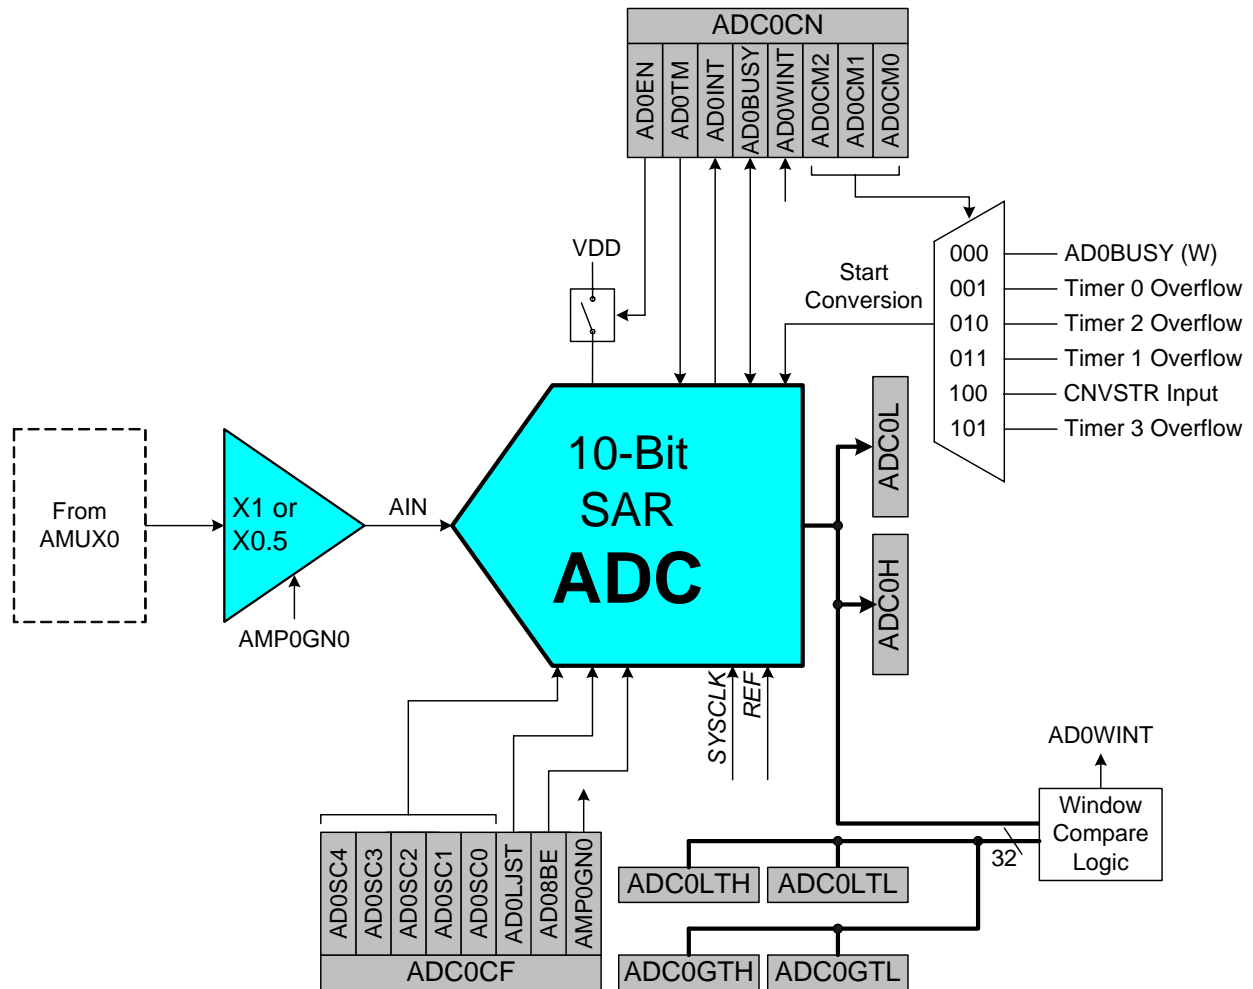 ADC0CN
AD0EN
AD0TM
AD0INT
AD0BUSY
AD0WINT
AD0CM2
AD0CM1
AD0CM0
VDD
Start
Conversion
000
AD0BUSY (W)
001
Timer 0 Overflow
010
Timer 2 Overflow
011
Timer 1 Overflow
100
CNVSTR Input
101
Timer 3 Overflow
From
AMUX0
X1 or
X0.5
AMP0GN0
AIN
10-Bit
SAR
ADC
ADC0L
ADC0H
SYSCLK
REF
AD0WINT
Window
Compare
Logic
32
AD0SC4
AD0SC3
AD0SC2
AD0SC1
AD0SC0
AD0LJST
AD08BE
AMP0GN0
ADC0CF
ADC0LTH
ADC0LTL
ADC0GTH
ADC0GTL